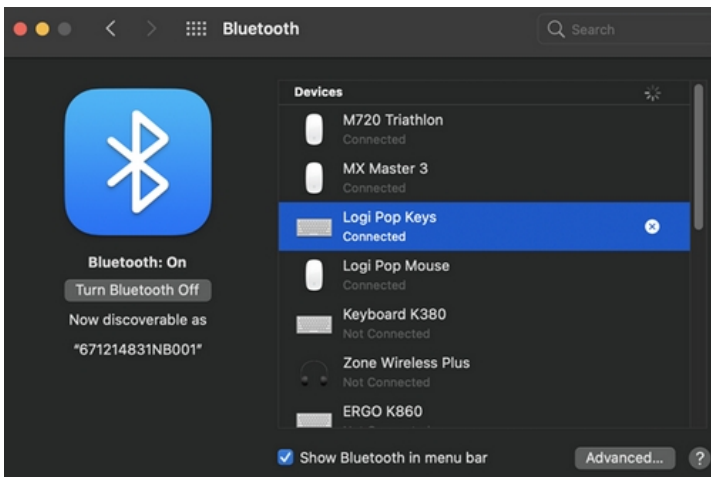 Bluetooth
Search
Devices
M720 Triathlon
Connected
MX Master 3
Connected
Logi Pop Keys
Connected
Logi Pop Mouse
Connected
Keyboard K380
Not Connected
Zone Wireless Plus
Not Connected
ERGO K860
Bluetooth: On
Turn Bluetooth Off
Now discoverable as
"671214831NB001"
Show Bluetooth in menu bar
Advanced...
?